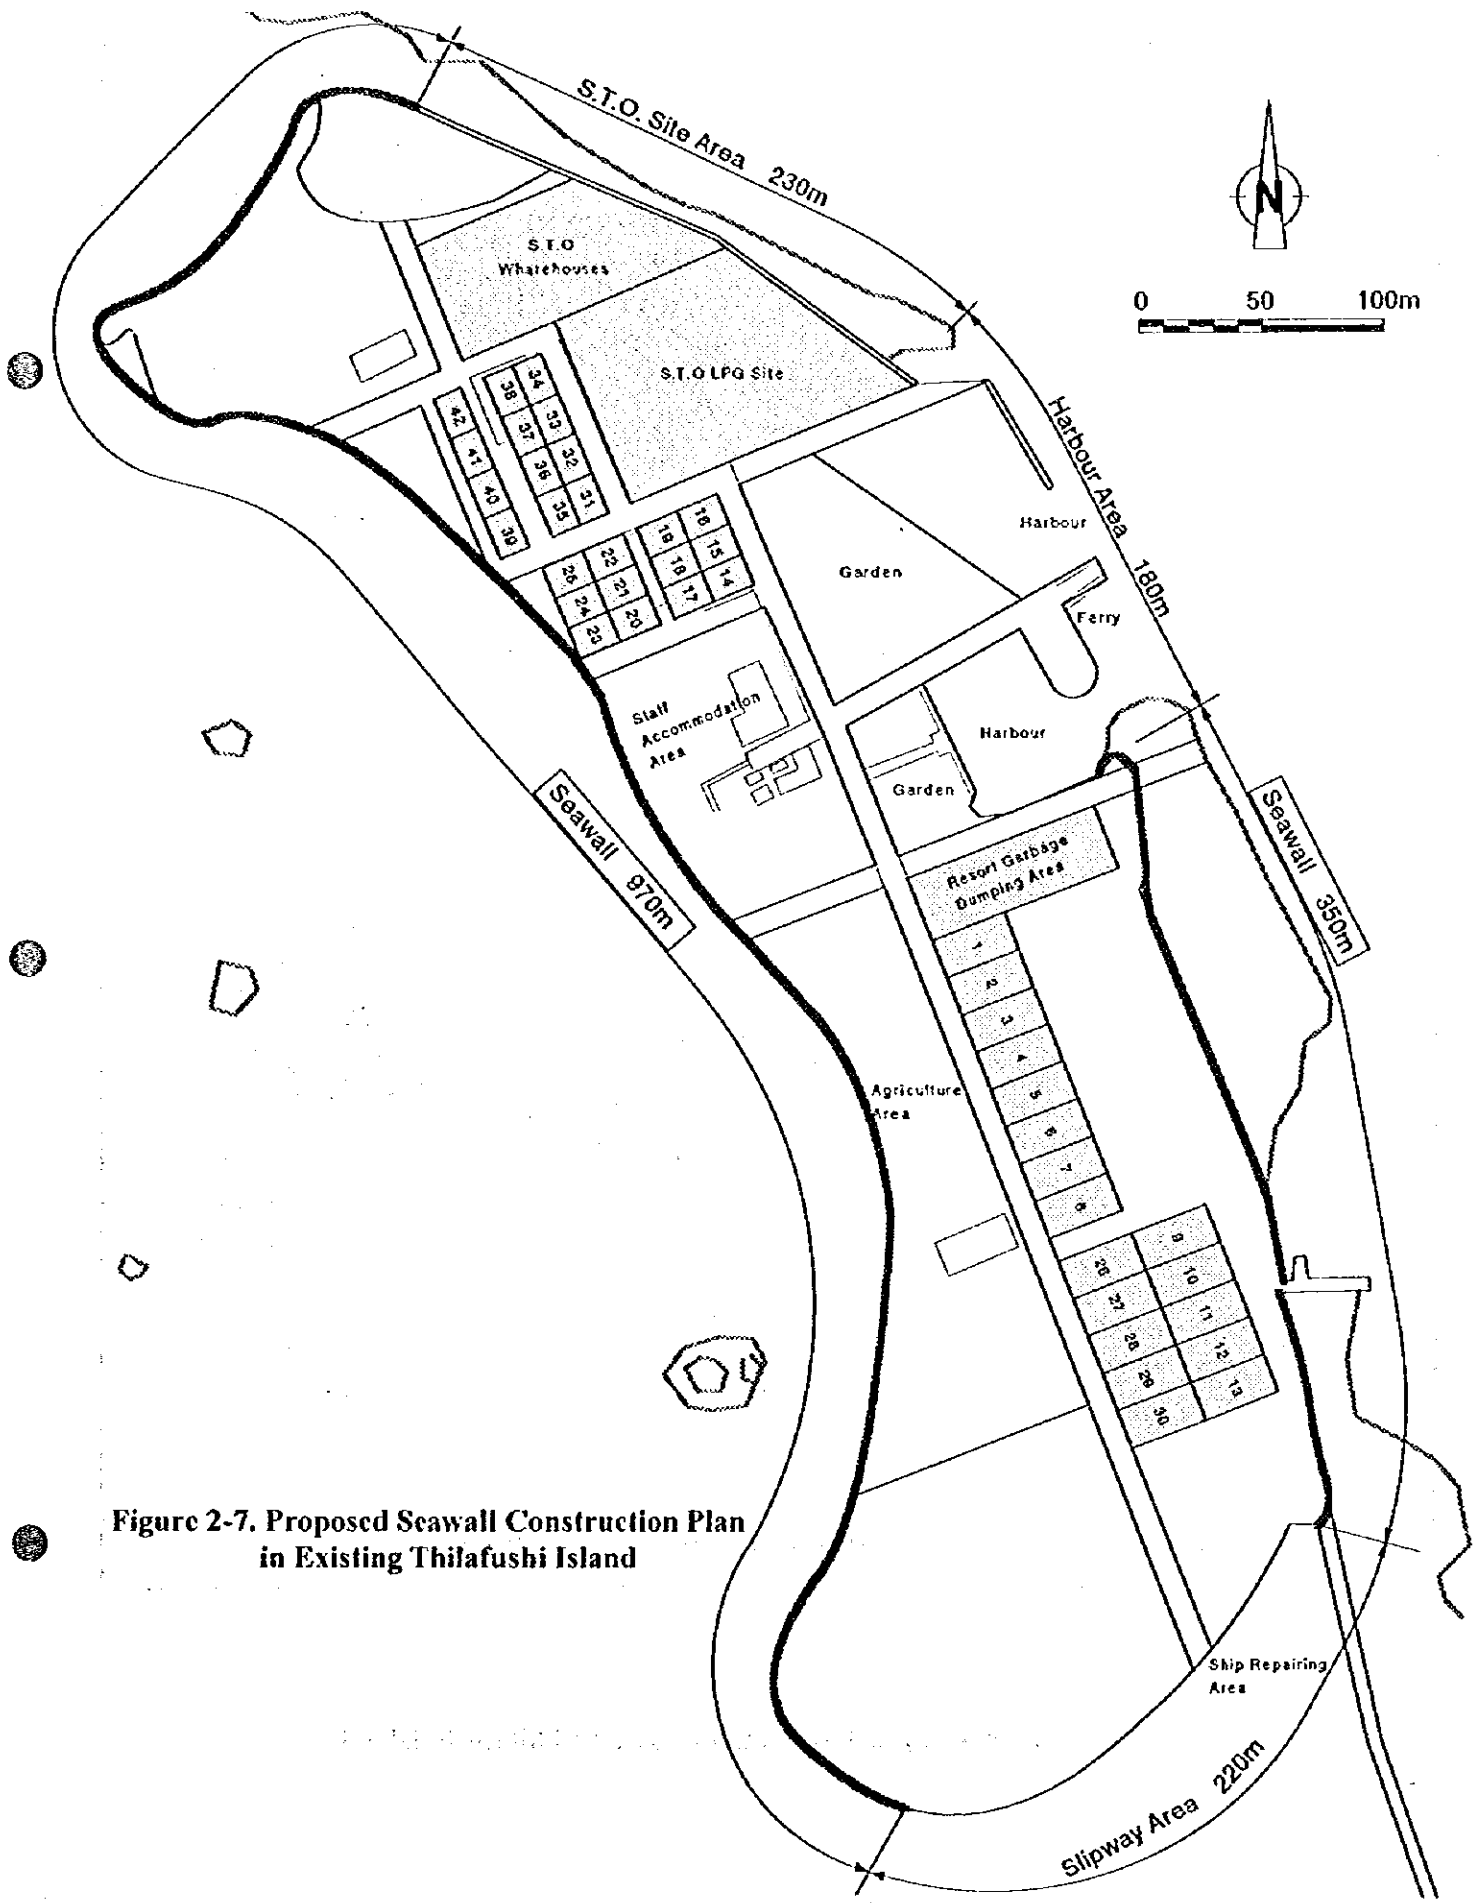 S.T.O. Site Area 230m
N
0 50 100m
S.T.O
Wharehouses
S.T.O LPG Site
Harbour Area 180m
34
38
33
37
32
36
31
35
42
41
40
39
Harbour
Garden
16
19
15
18
14
17
22
25
21
24
20
23
Ferry
Staff
Accommodation
Area
Harbour
Garden
Seawall 970m
Seawall 350m
Resort Garbage
Dumping Area
1
2
3
4
5
6
7
8
Agriculture
Area
9
26
10
27
11
28
12
29
13
30
Figure 2-7. Proposed Seawall Construction Plan
in Existing Thilafushi Island
Ship Repairing
Area
Slipway Area 220m